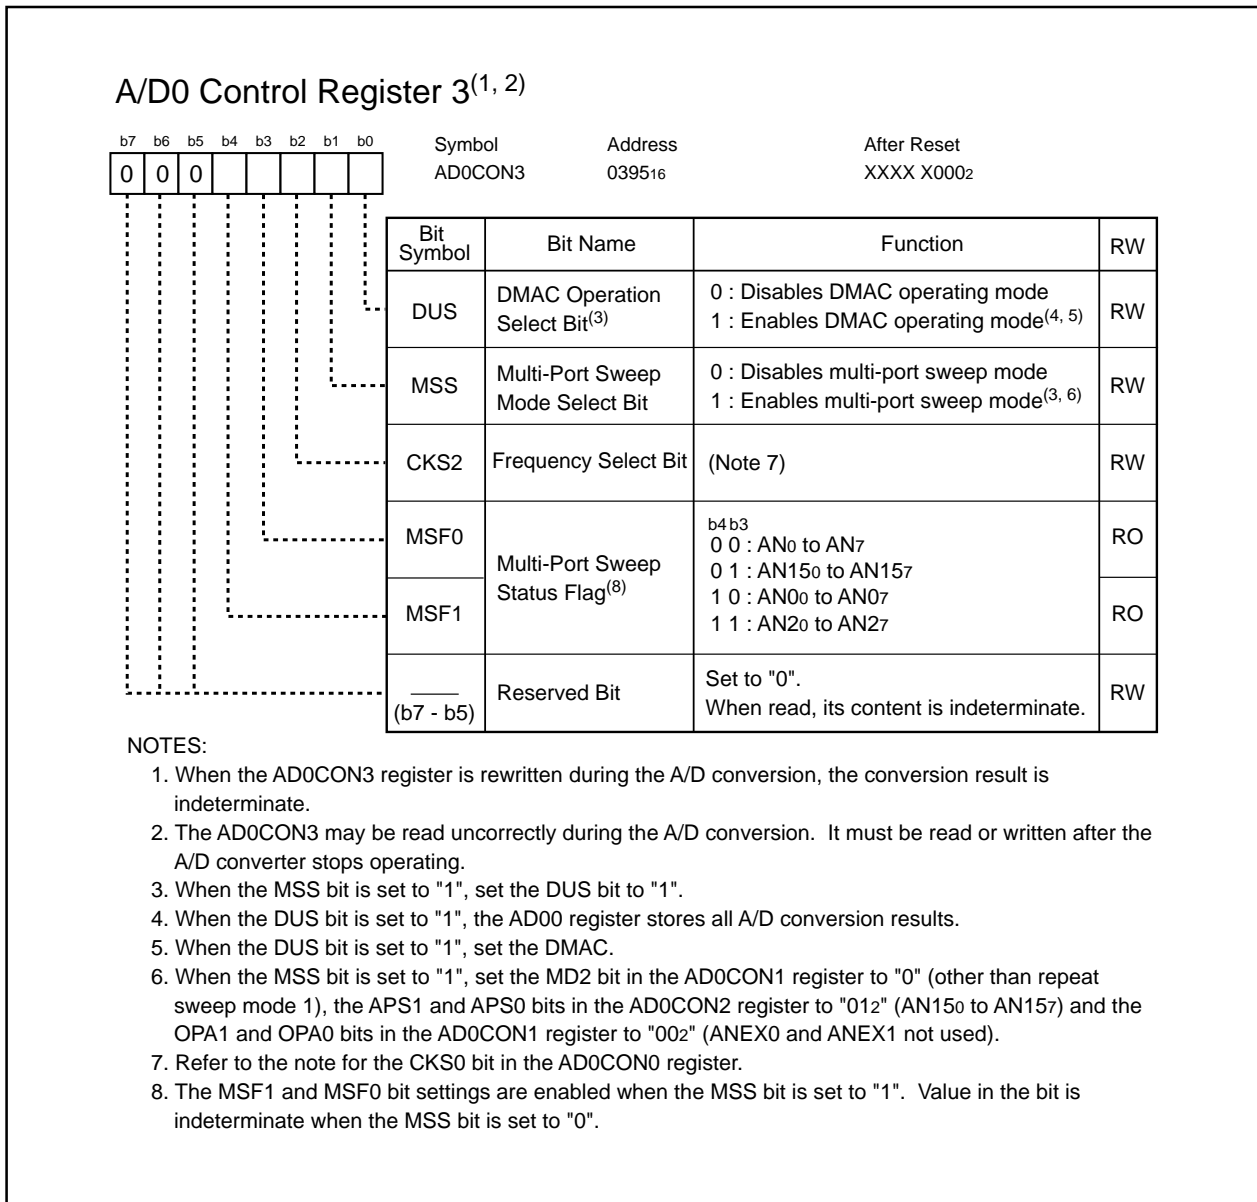 A/D0 Control Register 3(1, 2)
b7 b6 b5 b4 b3 b2 b1 b0
0 0 0
Symbol Address After Reset
AD0CON3 039516 XXXX X0002
Bit Symbol Bit Name Function RW
DUS
DMAC Operation
Select Bit(3)
0 : Disables DMAC operating mode
1 : Enables DMAC operating mode(4, 5)
RW
MSS
Multi-Port Sweep
Mode Select Bit
0 : Disables multi-port sweep mode
1 : Enables multi-port sweep mode(3, 6)
RW
CKS2 Frequency Select Bit (Note 7) RW
MSF0
MSF1
Multi-Port Sweep
Status Flag(8)
b4 b3
0 0 : AN0 to AN7
0 1 : AN150 to AN157
1 0 : AN00 to AN07
1 1 : AN20 to AN27
RO
RO
(b7 - b5)
Reserved Bit
Set to "0".
When read, its content is indeterminate.
RW
NOTES:
1. When the AD0CON3 register is rewritten during the A/D conversion, the conversion result is
indeterminate.
2. The AD0CON3 may be read uncorrectly during the A/D conversion. It must be read or written after the
A/D converter stops operating.
3. When the MSS bit is set to "1", set the DUS bit to "1".
4. When the DUS bit is set to "1", the AD00 register stores all A/D conversion results.
5. When the DUS bit is set to "1", set the DMAC.
6. When the MSS bit is set to "1", set the MD2 bit in the AD0CON1 register to "0" (other than repeat
sweep mode 1), the APS1 and APS0 bits in the AD0CON2 register to "012" (AN150 to AN157) and the
OPA1 and OPA0 bits in the AD0CON1 register to "002" (ANEX0 and ANEX1 not used).
7. Refer to the note for the CKS0 bit in the AD0CON0 register.
8. The MSF1 and MSF0 bit settings are enabled when the MSS bit is set to "1". Value in the bit is
indeterminate when the MSS bit is set to "0".